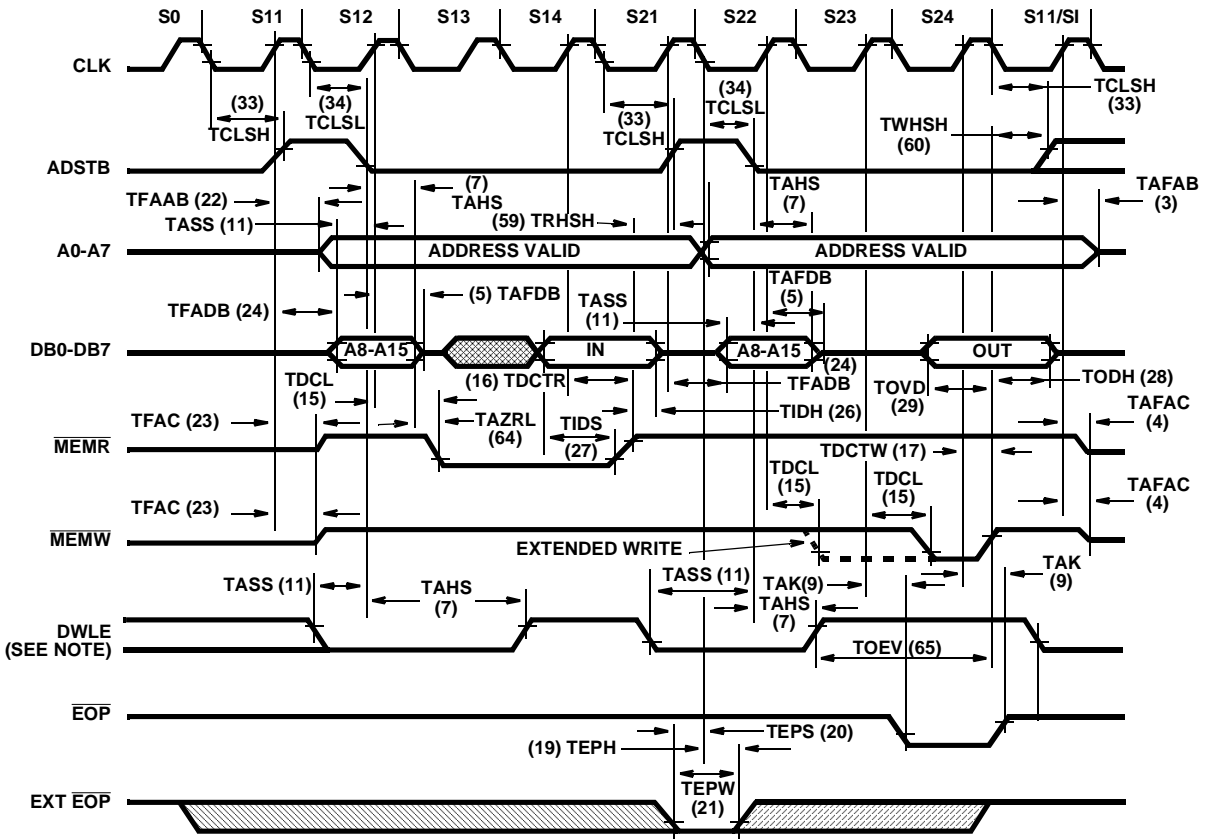 S0 S11 S12 S13 S14 S21 S22 S23 S24 S11/SI
CLK
(33)
TCLSH
(34)
TCLSL
(33)
TCLSH
(34)
TCLSL
TCLSH
(33)
TWHSH
(60)
ADSTB
TFAAB (22)
(7)
TAHS
TAHS
(7)
TAFAB
(3)
TASS (11)
(59) TRHSH
A0-A7
ADDRESS VALID
ADDRESS VALID
TFADB (24)
(5) TAFDB
TASS
(11)
TAFDB
(5)
DB0-DB7
A8-A15
IN
A8-A15
OUT
(24)
TFADB
TDCL
(15)
(16) TDCTR
TOVD
(29)
TODH (28)
TIDH (26)
TFAC (23)
TAZRL
(64)
TIDS
(27)
TAFAC
(4)
MEMR
TDCTW (17)
TDCL
(15)
TDCL
(15)
TAFAC
(4)
TFAC (23)
MEMW
EXTENDED WRITE
TASS (11)
TAHS
(7)
TASS (11)
TAK(9)
TAHS
(7)
TAK
(9)
DWLE
(SEE NOTE)
TOEV (65)
EOP
TEPS (20)
(19) TEPH
TEPW
(21)
EXT EOP